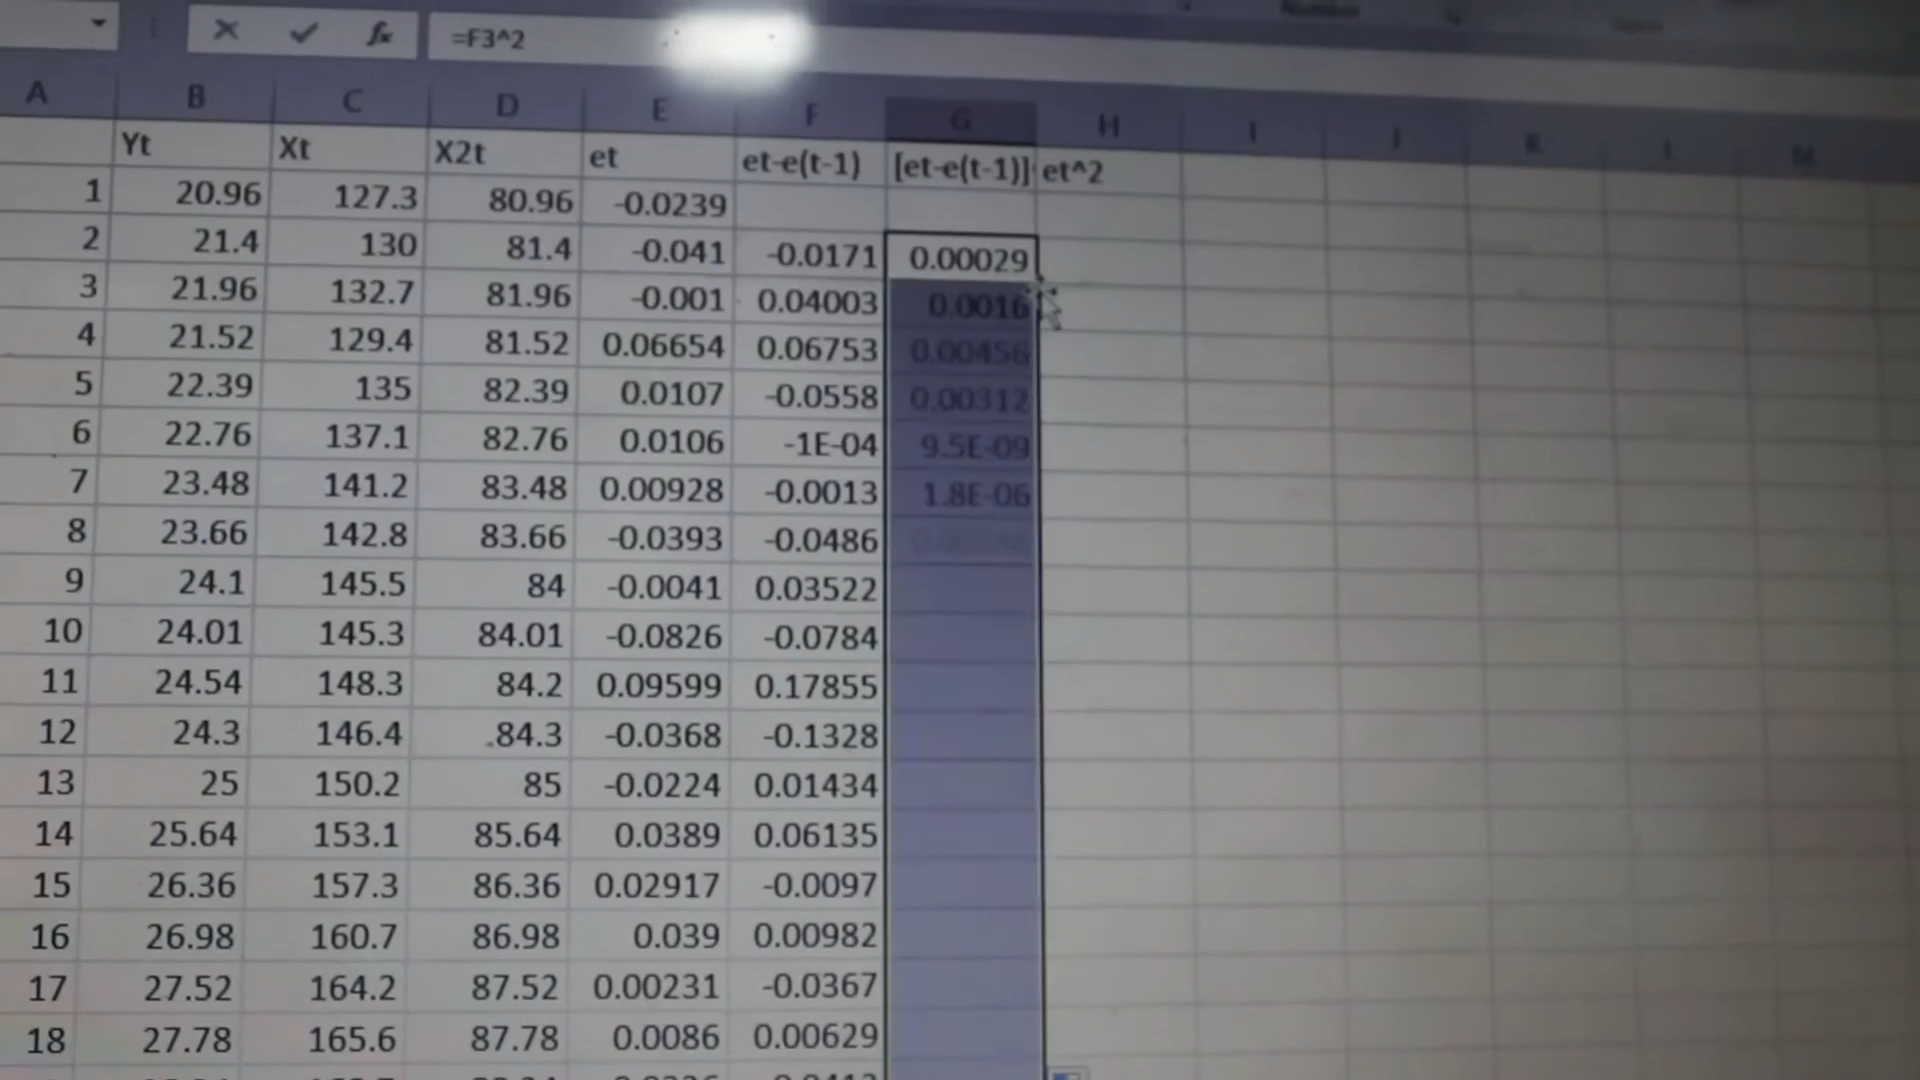 =F3^2
A B C D E F G H I J K L M
Yt Xt X2t et et-e(t-1) [et-e(t-1)] et^2
1 20.96 127.3 80.96 -0.0239
2 21.4 130 81.4 -0.041 -0.0171 0.00029
3 21.96 132.7 81.96 -0.001 0.04003 0.0016
4 21.52 129.4 81.52 0.06654 0.06753 0.00456
5 22.39 135 82.39 0.0107 -0.0558 0.00312
6 22.76 137.1 82.76 0.0106 -1E-04 9.5E-09
7 23.48 141.2 83.48 0.00928 -0.0013 1.8E-06
8 23.66 142.8 83.66 -0.0393 -0.0486
9 24.1 145.5 84 -0.0041 0.03522
10 24.01 145.3 84.01 -0.0826 -0.0784
11 24.54 148.3 84.2 0.09599 0.17855
12 24.3 146.4 84.3 -0.0368 -0.1328
13 25 150.2 85 -0.0224 0.01434
14 25.64 153.1 85.64 0.0389 0.06135
15 26.36 157.3 86.36 0.02917 -0.0097
16 26.98 160.7 86.98 0.039 0.00982
17 27.52 164.2 87.52 0.00231 -0.0367
18 27.78 165.6 87.78 0.0086 0.00629